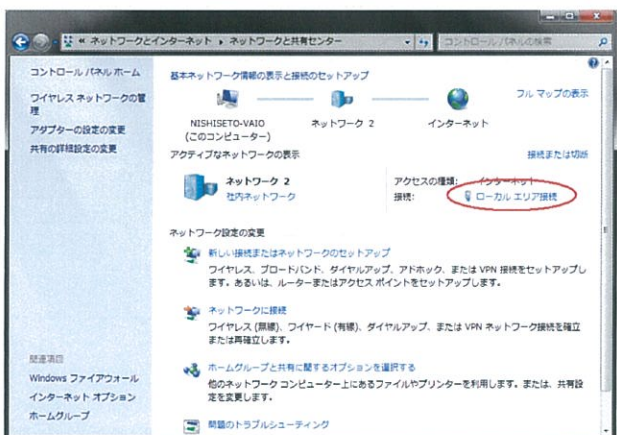 « ネットワークとインターネット ▸ ネットワークと共有センター
コントロール パネルの検索
コントロール パネル ホーム
ワイヤレス ネットワークの管
理
アダプターの設定の変更
共有の詳細設定の変更
関連項目
Windows ファイアウォール
インターネット オプション
ホームグループ
基本ネットワーク情報の表示と接続のセットアップ
フル マップの表示
NISHISETO-VAIO
(このコンピューター)
ネットワーク 2
インターネット
アクティブなネットワークの表示
接続または切断
ネットワーク 2
社内ネットワーク
アクセスの種類: インターネット
接続: ローカル エリア接続
ネットワーク設定の変更
新しい接続またはネットワークのセットアップ
ワイヤレス、ブロードバンド、ダイヤルアップ、アドホック、または VPN 接続をセットアップし
ます。あるいは、ルーターまたはアクセス ポイントをセットアップします。
ネットワークに接続
ワイヤレス (無線)、ワイヤード (有線)、ダイヤルアップ、または VPN ネットワーク接続を確立
または再確立します。
ホームグループと共有に関するオプションを選択する
他のネットワーク コンピューター上にあるファイルやプリンターを利用します。または、共有設
定を変更します。
問題のトラブルシューティング